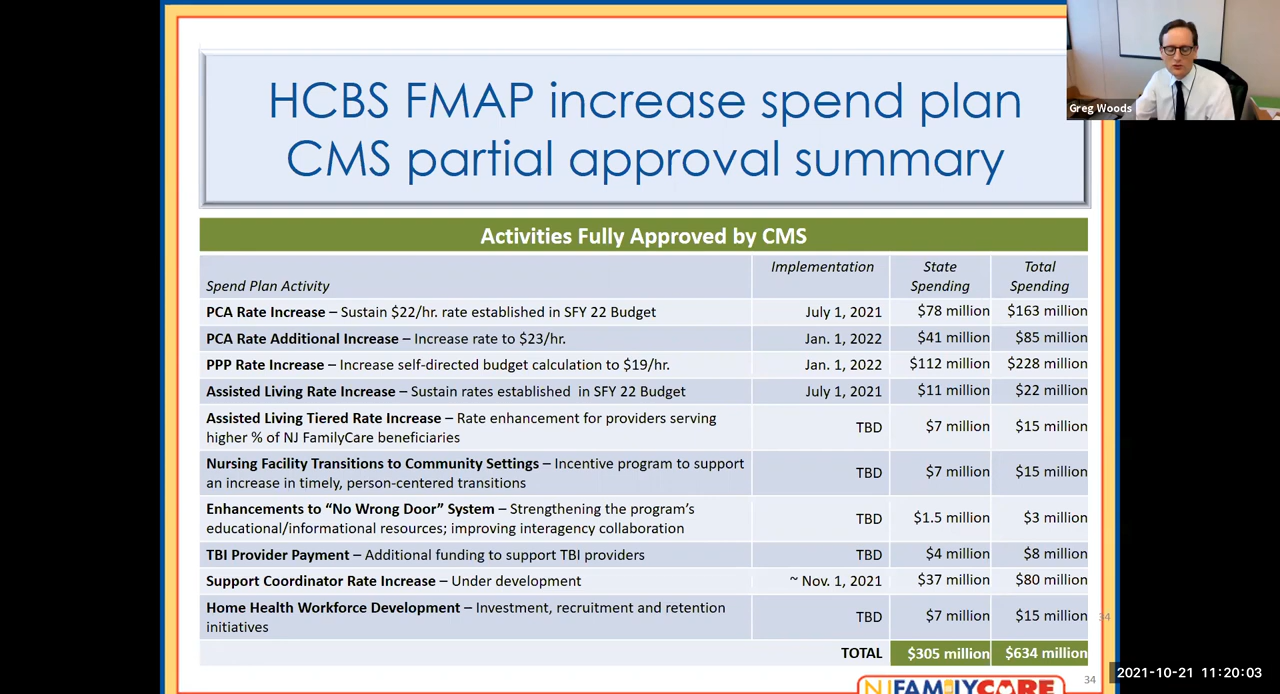 HCBS FMAP increase spend plan
CMS partial approval summary
Greg Woods
Activities Fully Approved by CMS
Spend Plan Activity Implementation State Spending Total Spending
PCA Rate Increase – Sustain $22/hr. rate established in SFY 22 Budget July 1, 2021 $78 million $163 million
PCA Rate Additional Increase – Increase rate to $23/hr. Jan. 1, 2022 $41 million $85 million
PPP Rate Increase – Increase self-directed budget calculation to $19/hr. Jan. 1, 2022 $112 million $228 million
Assisted Living Rate Increase – Sustain rates established in SFY 22 Budget July 1, 2021 $11 million $22 million
Assisted Living Tiered Rate Increase – Rate enhancement for providers serving
higher % of NJ FamilyCare beneficiaries TBD $7 million $15 million
Nursing Facility Transitions to Community Settings – Incentive program to support
an increase in timely, person-centered transitions TBD $7 million $15 million
Enhancements to “No Wrong Door” System – Strengthening the program’s
educational/informational resources; improving interagency collaboration TBD $1.5 million $3 million
TBI Provider Payment – Additional funding to support TBI providers TBD $4 million $8 million
Support Coordinator Rate Increase – Under development ~ Nov. 1, 2021 $37 million $80 million
Home Health Workforce Development – Investment, recruitment and retention
initiatives TBD $7 million $15 million
34
TOTAL $305 million $634 million
2021-10-21 11:20:03
34
NJFAMILYCARE